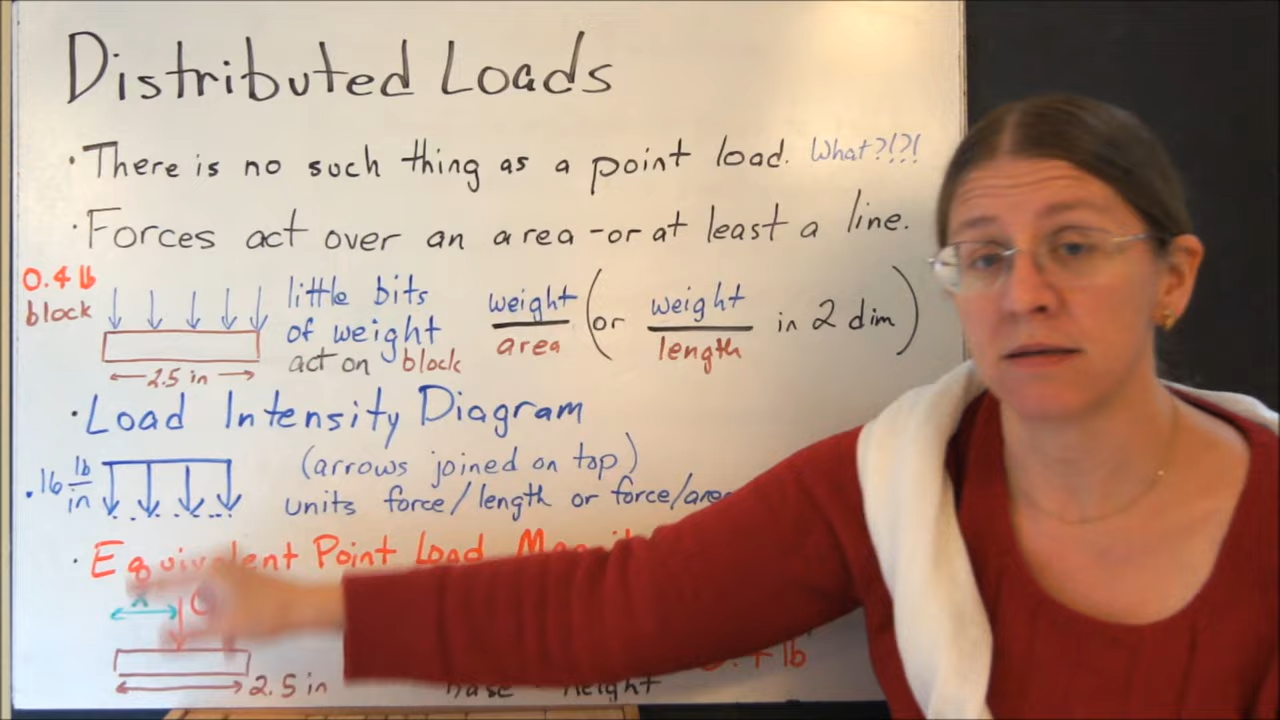 Distributed Loads
· There is no such thing as a point load. What?!?!
· Forces act over an area - or at least a line.
0.4 lb
block
2.5 in
little bits
of weight
act on block
weight/area (or weight/length in 2 dim)
· Load Intensity Diagram
.16 lb/in
(arrows joined on top)
units force/length or force/area
· Equivalent Point Load
x
2.5 in
base · height
lb